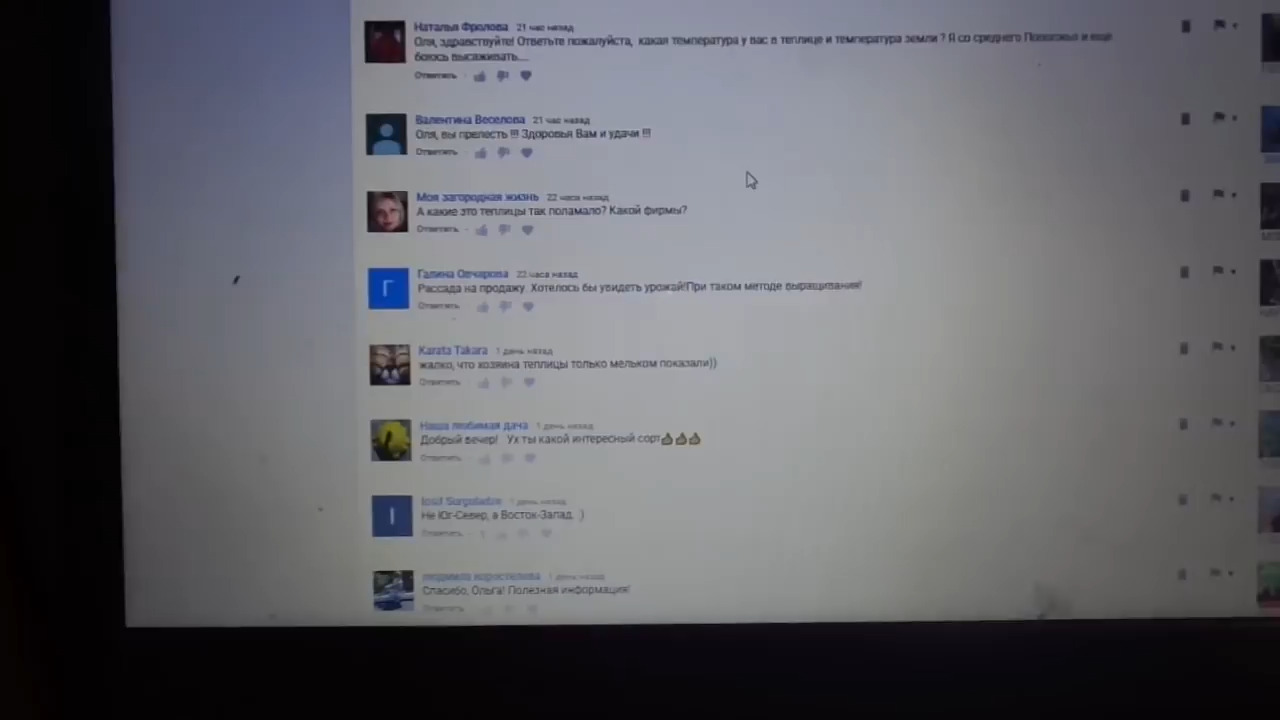 Наталья Фролова 21 час назад
Оля, здравствуйте! Ответьте пожалуйста, какая температура у вас в теплице и температура земли ? Я со среднего Поволжья и еще
боюсь высаживать....
Ответить
Валентина Веселова 21 час назад
Оля, вы прелесть !!! Здоровья Вам и удачи !!!
Ответить
Моя загородная жизнь 22 часа назад
А какие это теплицы так поламало? Какой фирмы?
Ответить
Г
Галина Овчарова 22 часа назад
Рассада на продажу. Хотелось бы увидеть урожай!При таком методе выращивания!
Ответить
Karata Takara 1 день назад
жалко, что хозяина теплицы только мельком показали))
Ответить
Наша любимая дача 1 день назад
Добрый вечер! Ух ты какой интересный сорт👍👍👍
Ответить
I
Iosif Surguladze 1 день назад
Не Юг-Север, а Восток-Запад. :)
Ответить
людмила коростелева 1 день назад
Спасибо, Ольга! Полезная информация!
Ответить